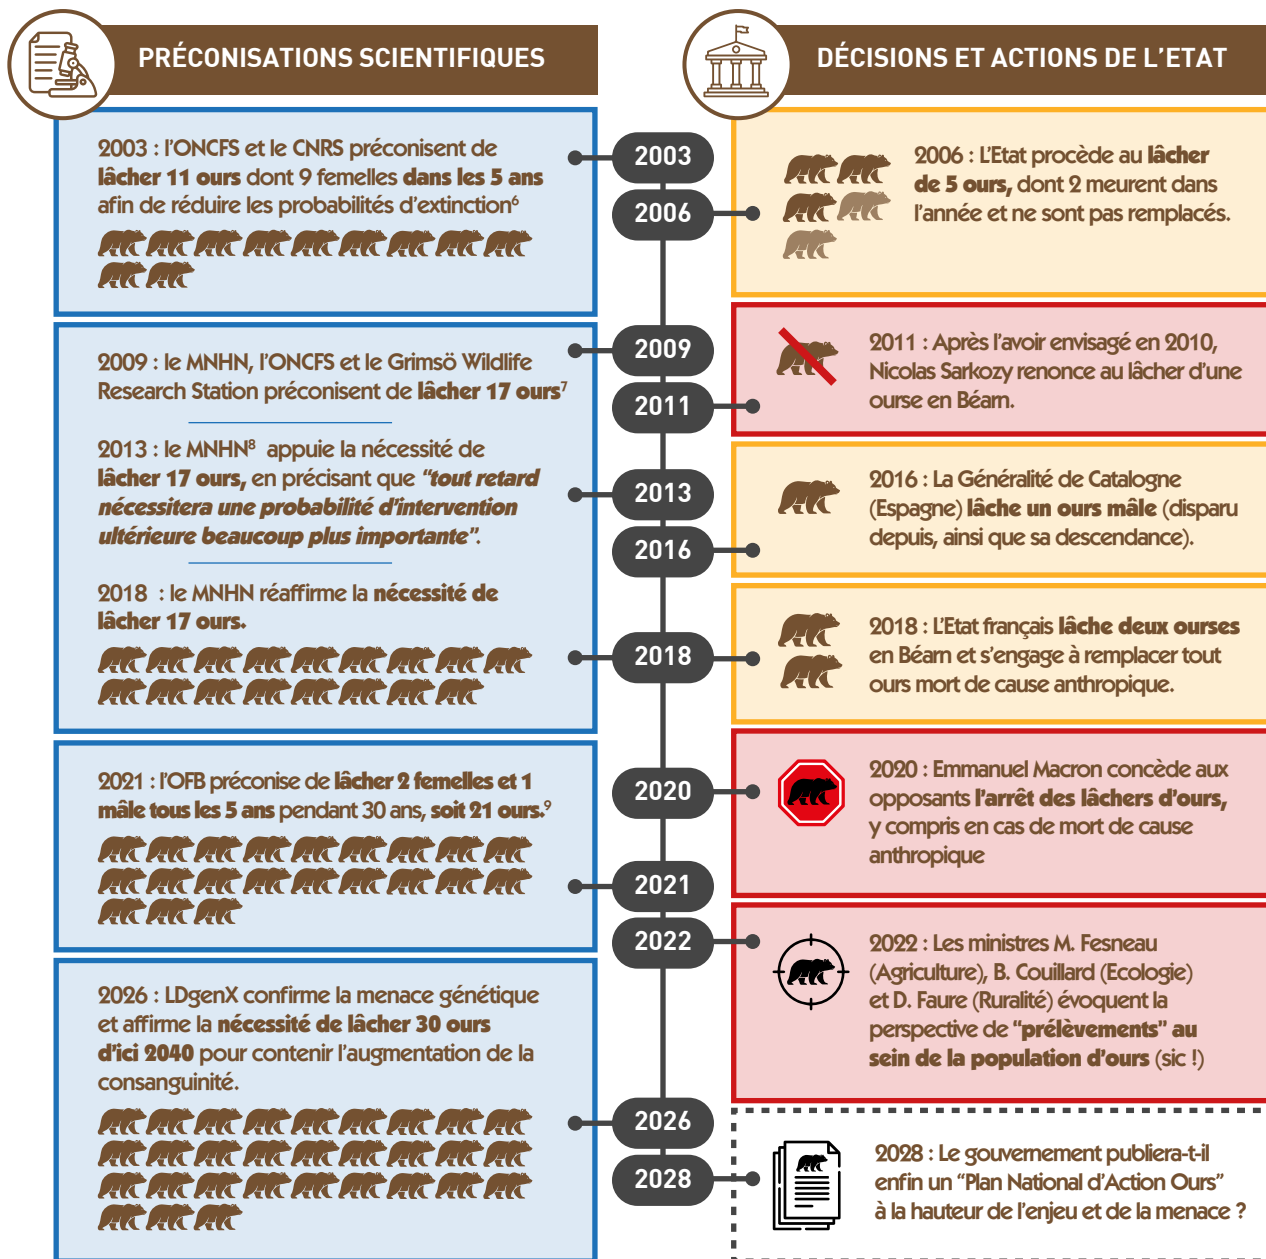 PRÉCONISATIONS SCIENTIFIQUES
2003 : l'ONCFS et le CNRS préconisent de
lâcher 11 ours dont 9 femelles dans les 5 ans
afin de réduire les probabilités d'extinction⁶
2009 : le MNHN, l'ONCFS et le Grimsö Wildlife
Research Station préconisent de lâcher 17 ours⁷
2013 : le MNHN⁸ appuie la nécessité de
lâcher 17 ours, en précisant que "tout retard
nécessitera une probabilité d'intervention
ultérieure beaucoup plus importante".
2018 : le MNHN réaffirme la nécessité de
lâcher 17 ours.
2021 : l'OFB préconise de lâcher 2 femelles et 1
mâle tous les 5 ans pendant 30 ans, soit 21 ours.⁹
2026 : LDgenX confirme la menace génétique
et affirme la nécessité de lâcher 30 ours
d'ici 2040 pour contenir l'augmentation de la
consanguinité.
2003
2006
2009
2011
2013
2016
2018
2020
2021
2022
2026
2028
DÉCISIONS ET ACTIONS DE L'ETAT
2006 : L'Etat procède au lâcher
de 5 ours, dont 2 meurent dans
l'année et ne sont pas remplacés.
2011 : Après l'avoir envisagé en 2010,
Nicolas Sarkozy renonce au lâcher d'une
ourse en Béarn.
2016 : La Généralité de Catalogne
(Espagne) lâche un ours mâle (disparu
depuis, ainsi que sa descendance).
2018 : L'Etat français lâche deux ourses
en Béarn et s'engage à remplacer tout
ours mort de cause anthropique.
2020 : Emmanuel Macron concède aux
opposants l'arrêt des lâchers d'ours,
y compris en cas de mort de cause
anthropique
2022 : Les ministres M. Fesneau
(Agriculture), B. Couillard (Ecologie)
et D. Faure (Ruralité) évoquent la
perspective de "prélèvements" au
sein de la population d'ours (sic !)
2028 : Le gouvernement publiera-t-il
enfin un "Plan National d'Action Ours"
à la hauteur de l'enjeu et de la menace ?